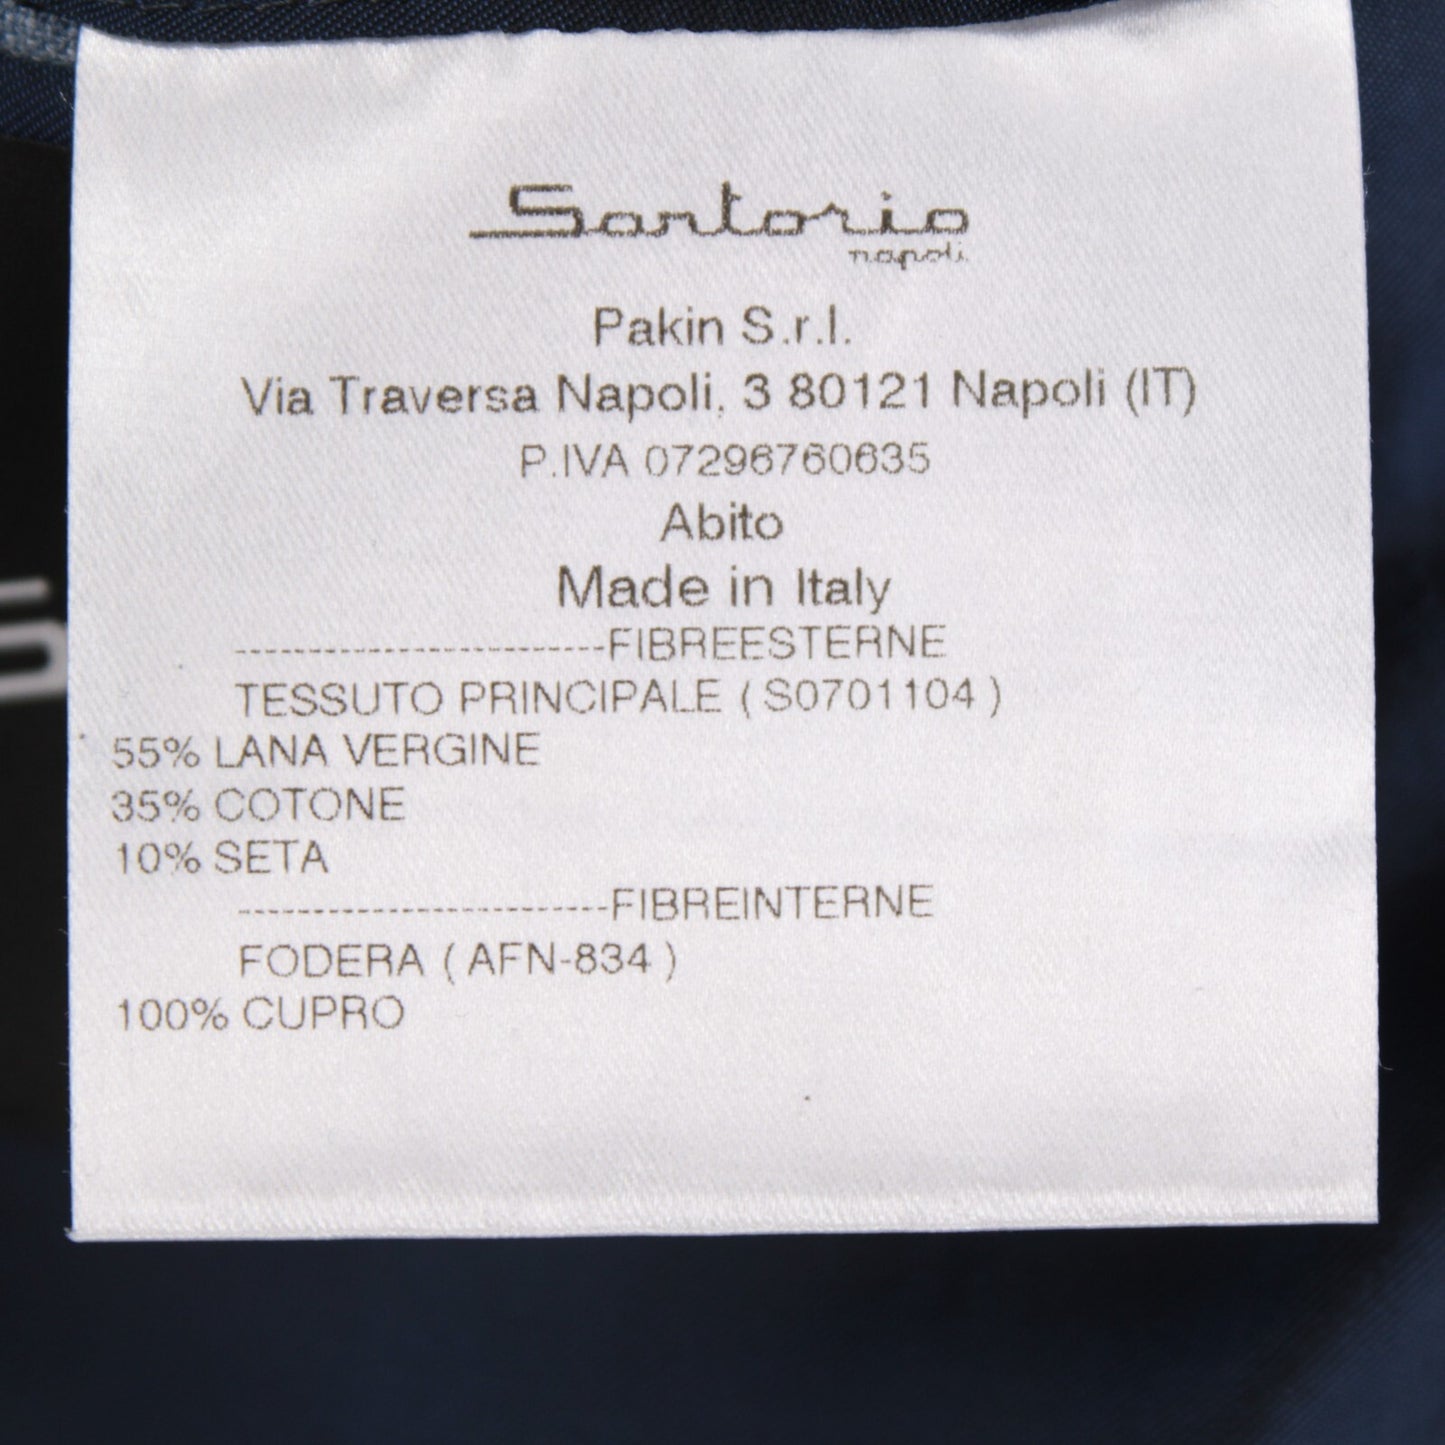 Sartorio
napoli
Pakin S.r.l.
Via Traversa Napoli, 3 80121 Napoli (IT)
P.IVA 07296760635
Abito
Made in Italy
-------------------------FIBREESTERNE
TESSUTO PRINCIPALE ( S0701104 )
55% LANA VERGINE
35% COTONE
10% SETA
-------------------------FIBREINTERNE
FODERA ( AFN-834 )
100% CUPRO